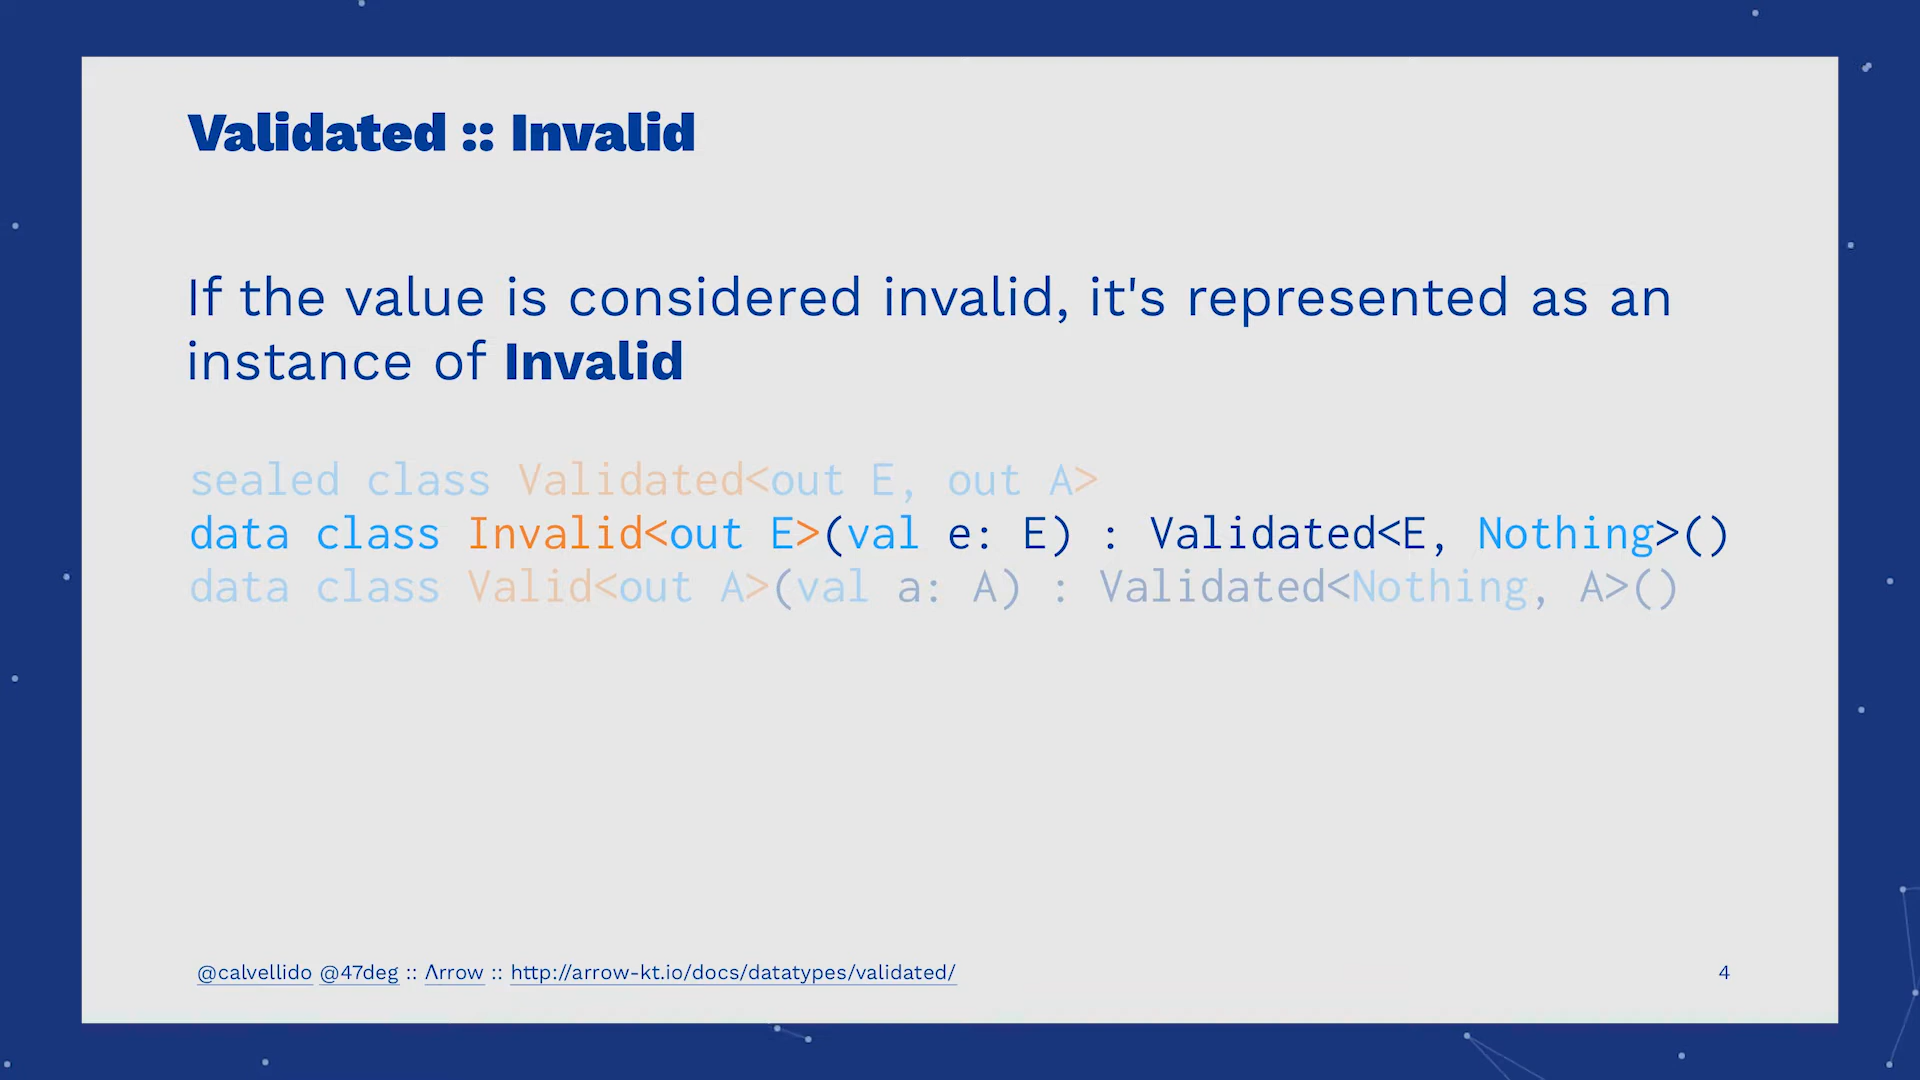 Validated :: Invalid
If the value is considered invalid, it's represented as an
instance of Invalid
sealed class Validated<out E, out A>
data class Invalid<out E>(val e: E) : Validated<E, Nothing>()
data class Valid<out A>(val a: A) : Validated<Nothing, A>()
@calvellido @47deg :: Λrrow :: http://arrow-kt.io/docs/datatypes/validated/ 4